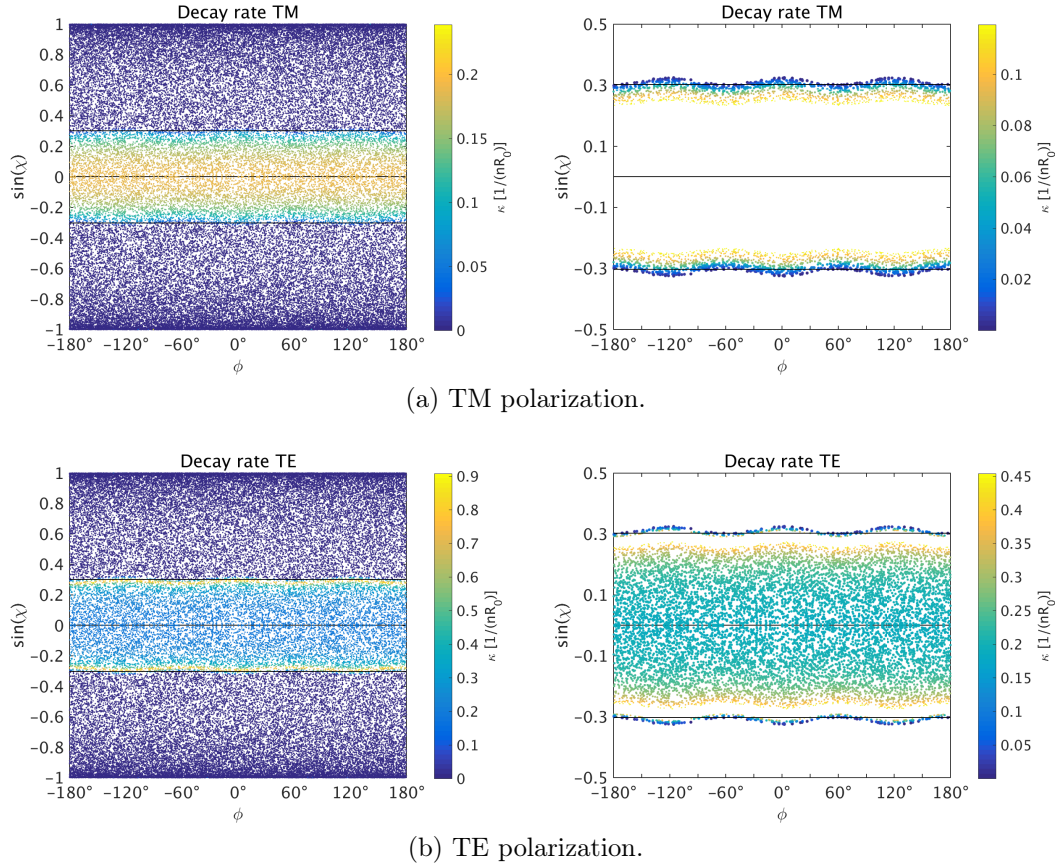 Decay rate TM
1
0.8
0.6
0.4
0.2
0
−0.2
−0.4
−0.6
−0.8
−1
sin(χ)
−180° −60° 0° 60° 180°
ϕ
0.2
0.15
0.1
0.05
0
κ [1/(nR₀)]
Decay rate TM
0.5
0.3
0.1
−0.1
−0.3
−0.5
sin(χ)
−180° −60° 0° 60° 180°
ϕ
0.1
0.08
0.06
0.04
0.02
κ [1/(nR₀)]
(a) TM polarization.
Decay rate TE
1
0.8
0.6
0.4
0.2
0
−0.2
−0.4
−0.6
−0.8
−1
sin(χ)
−180° −60° 0° 60° 180°
ϕ
0.9
0.8
0.7
0.6
0.5
0.4
0.3
0.2
0.1
0
κ [1/(nR₀)]
Decay rate TE
0.5
0.3
0.1
−0.1
−0.3
−0.5
sin(χ)
−180° −60° 0° 60° 180°
ϕ
0.45
0.4
0.35
0.3
0.25
0.2
0.15
0.1
0.05
κ [1/(nR₀)]
(b) TE polarization.